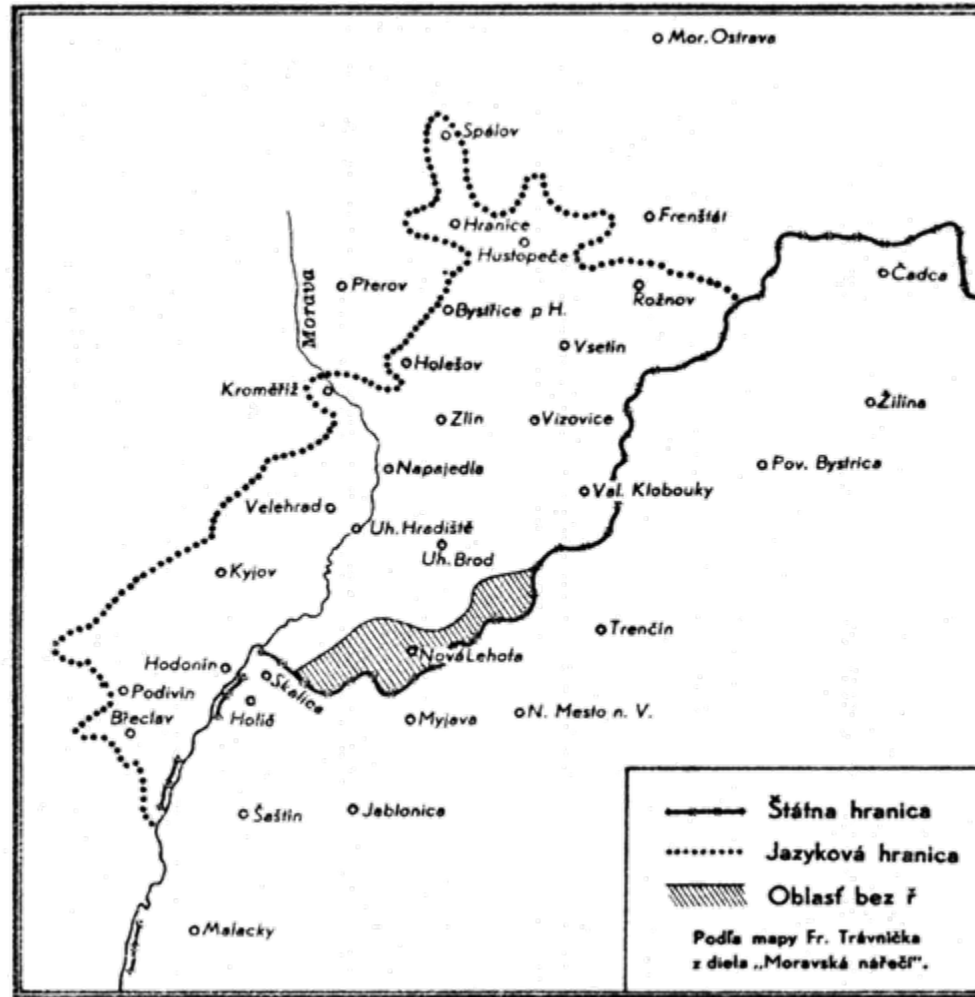 Mor. Ostrava
Spálov
Hranice
Frenštát
Hustopeče
Čadca
Přerov
Rožnov
Morava
Bystřice p H.
Vsetín
Holešov
Kroměříž
Žilina
Zlín
Vizovice
Napajedla
Pov. Bystrica
Val. Klobouky
Velehrad
Uh. Hradiště
Uh. Brod
Kyjov
Trenčín
Nová Lehota
Hodonín
Skalica
Podivín
Holič
Břeclav
Myjava
N. Mesto n. V.
Šaštín
Jablonica
Malacky
Štátna hranica
Jazyková hranica
Oblasť bez ř
Podľa mapy Fr. Trávnička
z diela „Moravská nářečí".